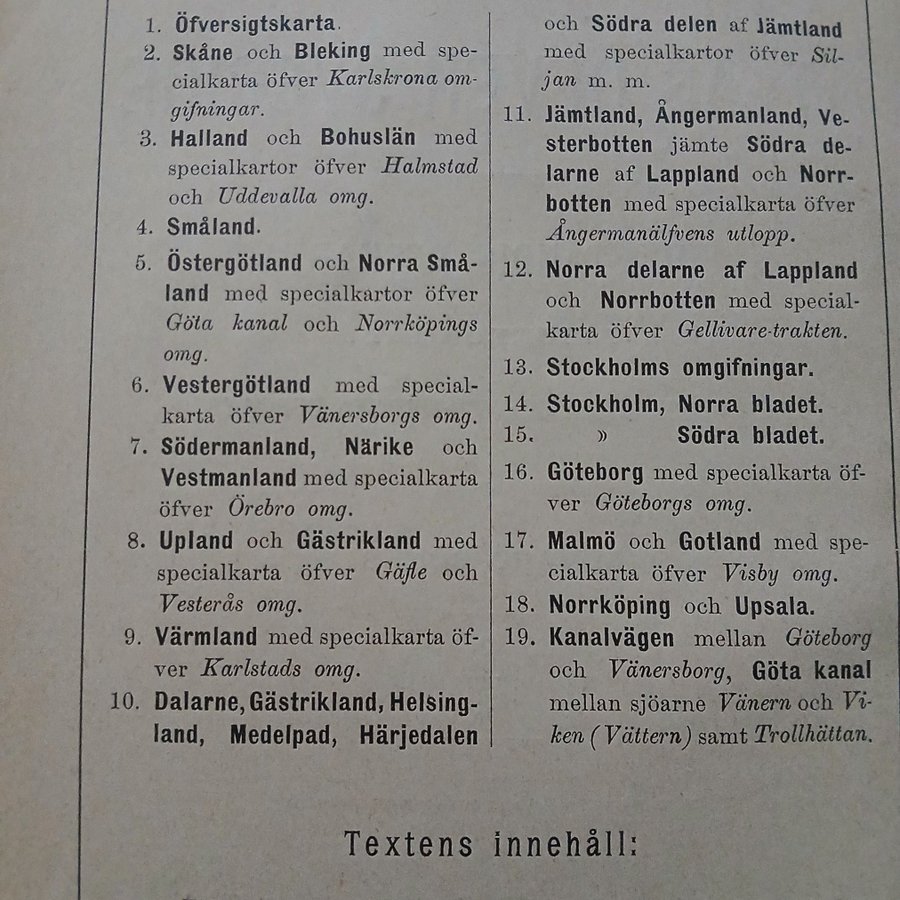 1. Öfversigtskarta.
2. Skåne och Bleking med spe-
cialkarta öfver Karlskrona om-
gifningar.
3. Halland och Bohuslän med
specialkartor öfver Halmstad
och Uddevalla omg.
4. Småland.
5. Östergötland och Norra Små-
land med specialkartor öfver
Göta kanal och Norrköpings
omg.
6. Vestergötland med special-
karta öfver Vänersborgs omg.
7. Södermanland, Närike och
Vestmanland med specialkarta
öfver Örebro omg.
8. Upland och Gästrikland med
specialkarta öfver Gäfle och
Vesterås omg.
9. Värmland med specialkarta öf-
ver Karlstads omg.
10. Dalarne, Gästrikland, Helsing-
land, Medelpad, Härjedalen
och Södra delen af Jämtland
med specialkartor öfver Sil-
jan m. m.
11. Jämtland, Ångermanland, Ve-
sterbotten jämte Södra de-
larne af Lappland och Norr-
botten med specialkarta öfver
Ångermanälfvens utlopp.
12. Norra delarne af Lappland
och Norrbotten med special-
karta öfver Gellivare-trakten.
13. Stockholms omgifningar.
14. Stockholm, Norra bladet.
15. » Södra bladet.
16. Göteborg med specialkarta öf-
ver Göteborgs omg.
17. Malmö och Gotland med spe-
cialkarta öfver Visby omg.
18. Norrköping och Upsala.
19. Kanalvägen mellan Göteborg
och Vänersborg, Göta kanal
mellan sjöarne Vänern och Vi-
ken (Vättern) samt Trollhättan.
Textens innehåll: